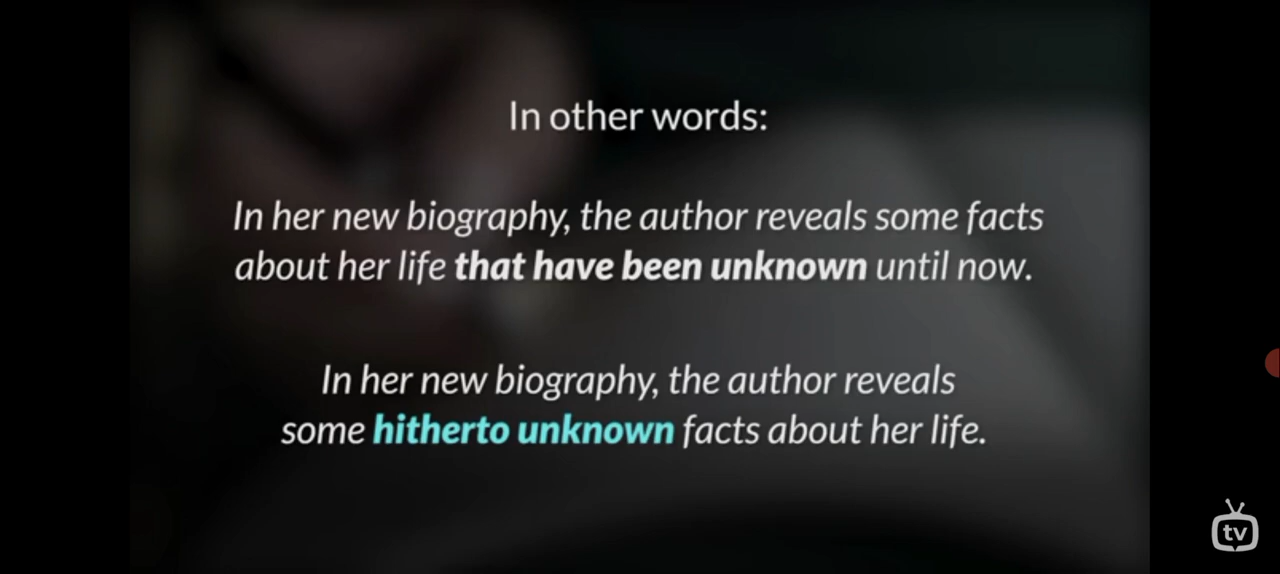 In other words:
In her new biography, the author reveals some facts
about her life that have been unknown until now.
In her new biography, the author reveals
some hitherto unknown facts about her life.
tv